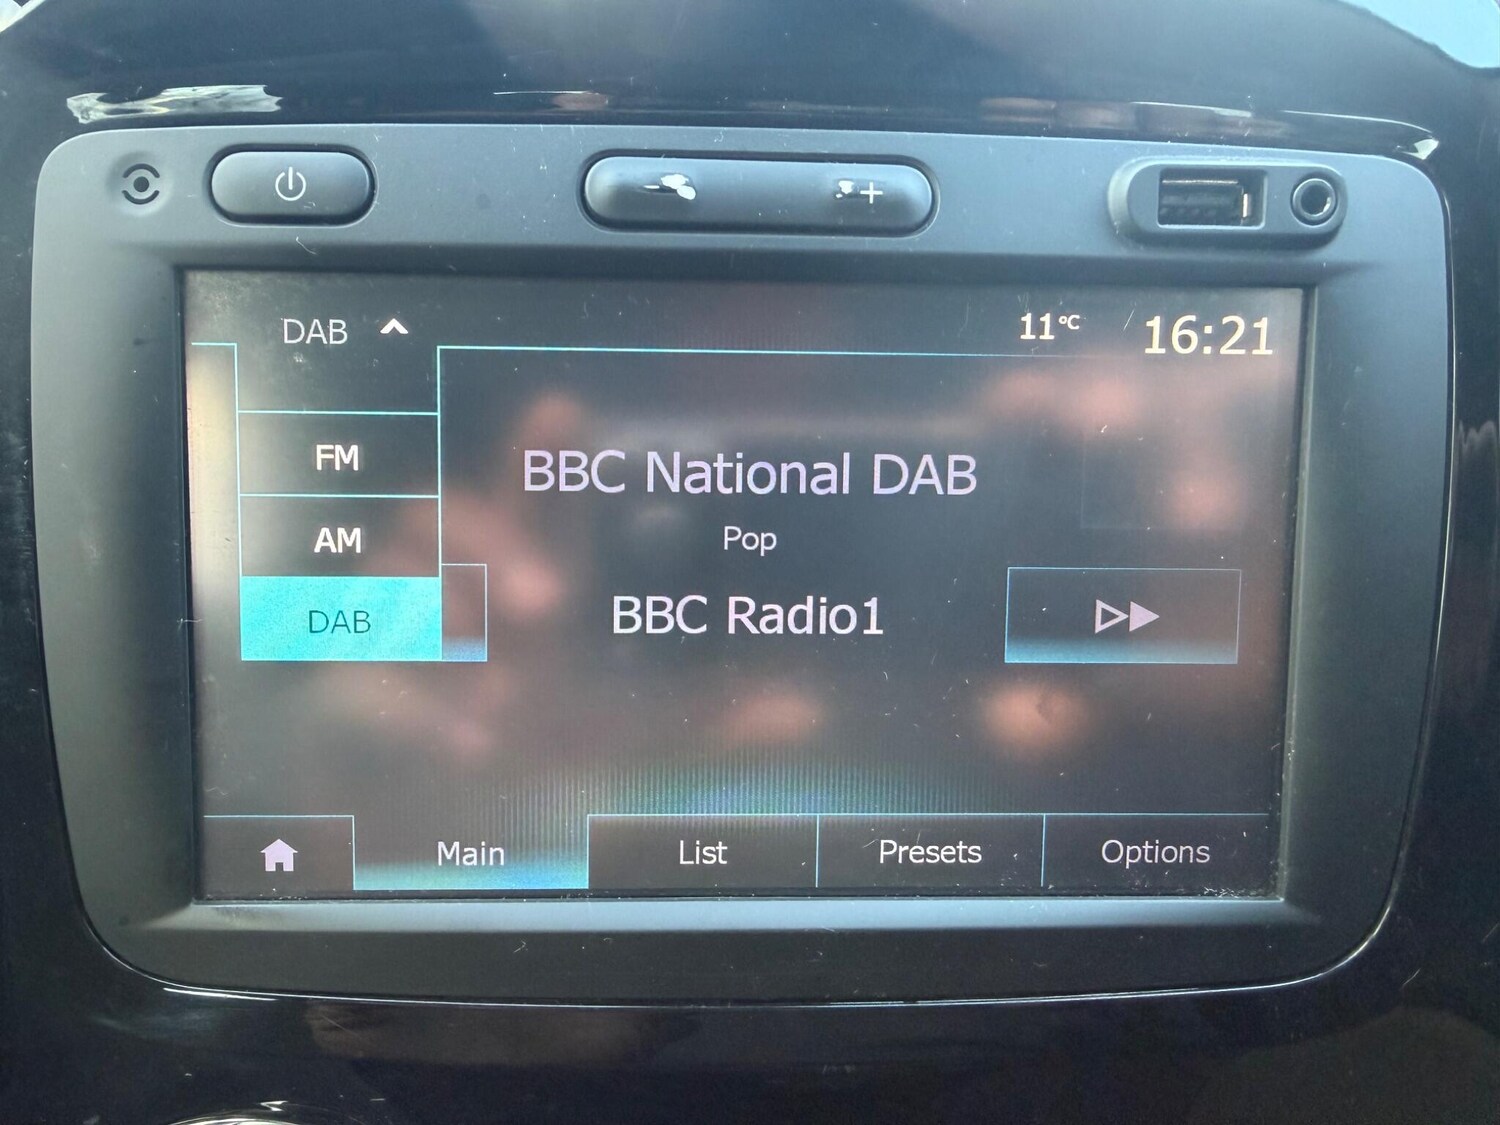 DAB
11°C
16:21
FM
AM
DAB
BBC National DAB
Pop
BBC Radio1
Main
List
Presets
Options